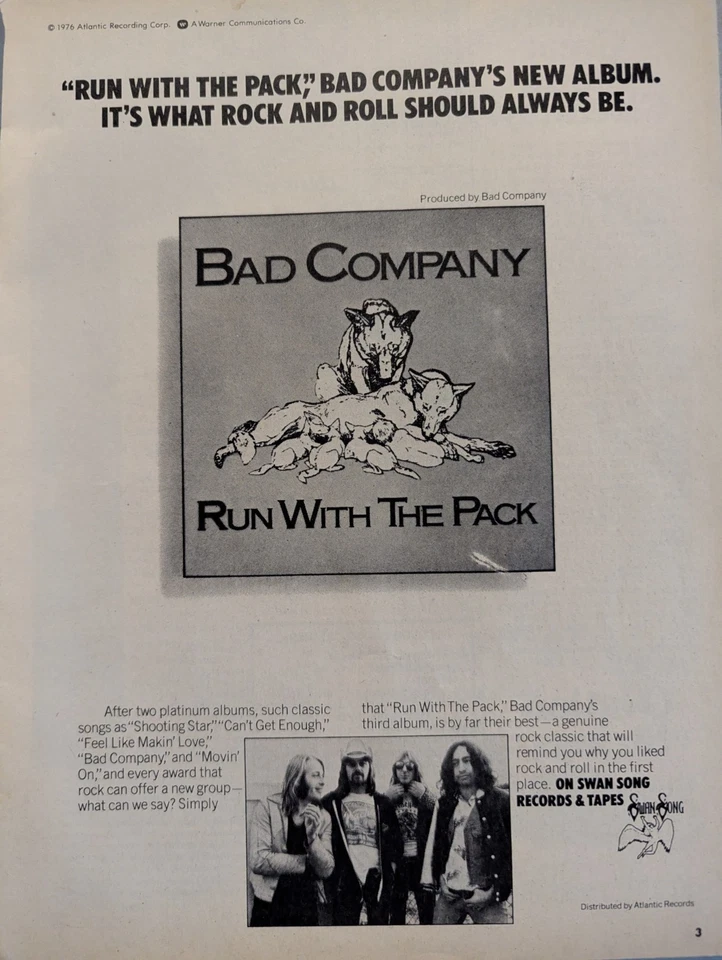 © 1976 Atlantic Recording Corp. W A Warner Communications Co.
“RUN WITH THE PACK,” BAD COMPANY’S NEW ALBUM.
IT’S WHAT ROCK AND ROLL SHOULD ALWAYS BE.
Produced by Bad Company
BAD COMPANY
RUN WITH THE PACK
After two platinum albums, such classic
songs as “Shooting Star,” “Can’t Get Enough,”
“Feel Like Makin’ Love,”
“Bad Company,” and “Movin’
On,” and every award that
rock can offer a new group—
what can we say? Simply
that “Run With The Pack,” Bad Company’s
third album, is by far their best—a genuine
rock classic that will
remind you why you liked
rock and roll in the first
place. ON SWAN SONG
RECORDS & TAPES
SWAN SONG
Distributed by Atlantic Records
3